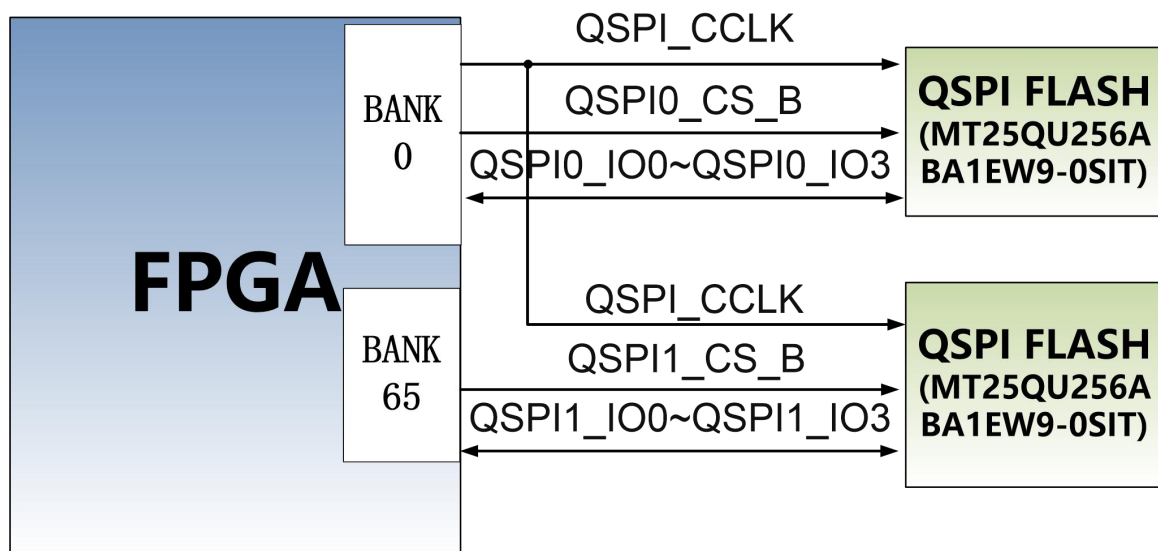 FPGA
BANK
0
QSPI_CCLK
QSPI0_CS_B
QSPI0_IO0~QSPI0_IO3
QSPI FLASH
(MT25QU256A
BA1EW9-0SIT)
BANK
65
QSPI_CCLK
QSPI1_CS_B
QSPI1_IO0~QSPI1_IO3
QSPI FLASH
(MT25QU256A
BA1EW9-0SIT)